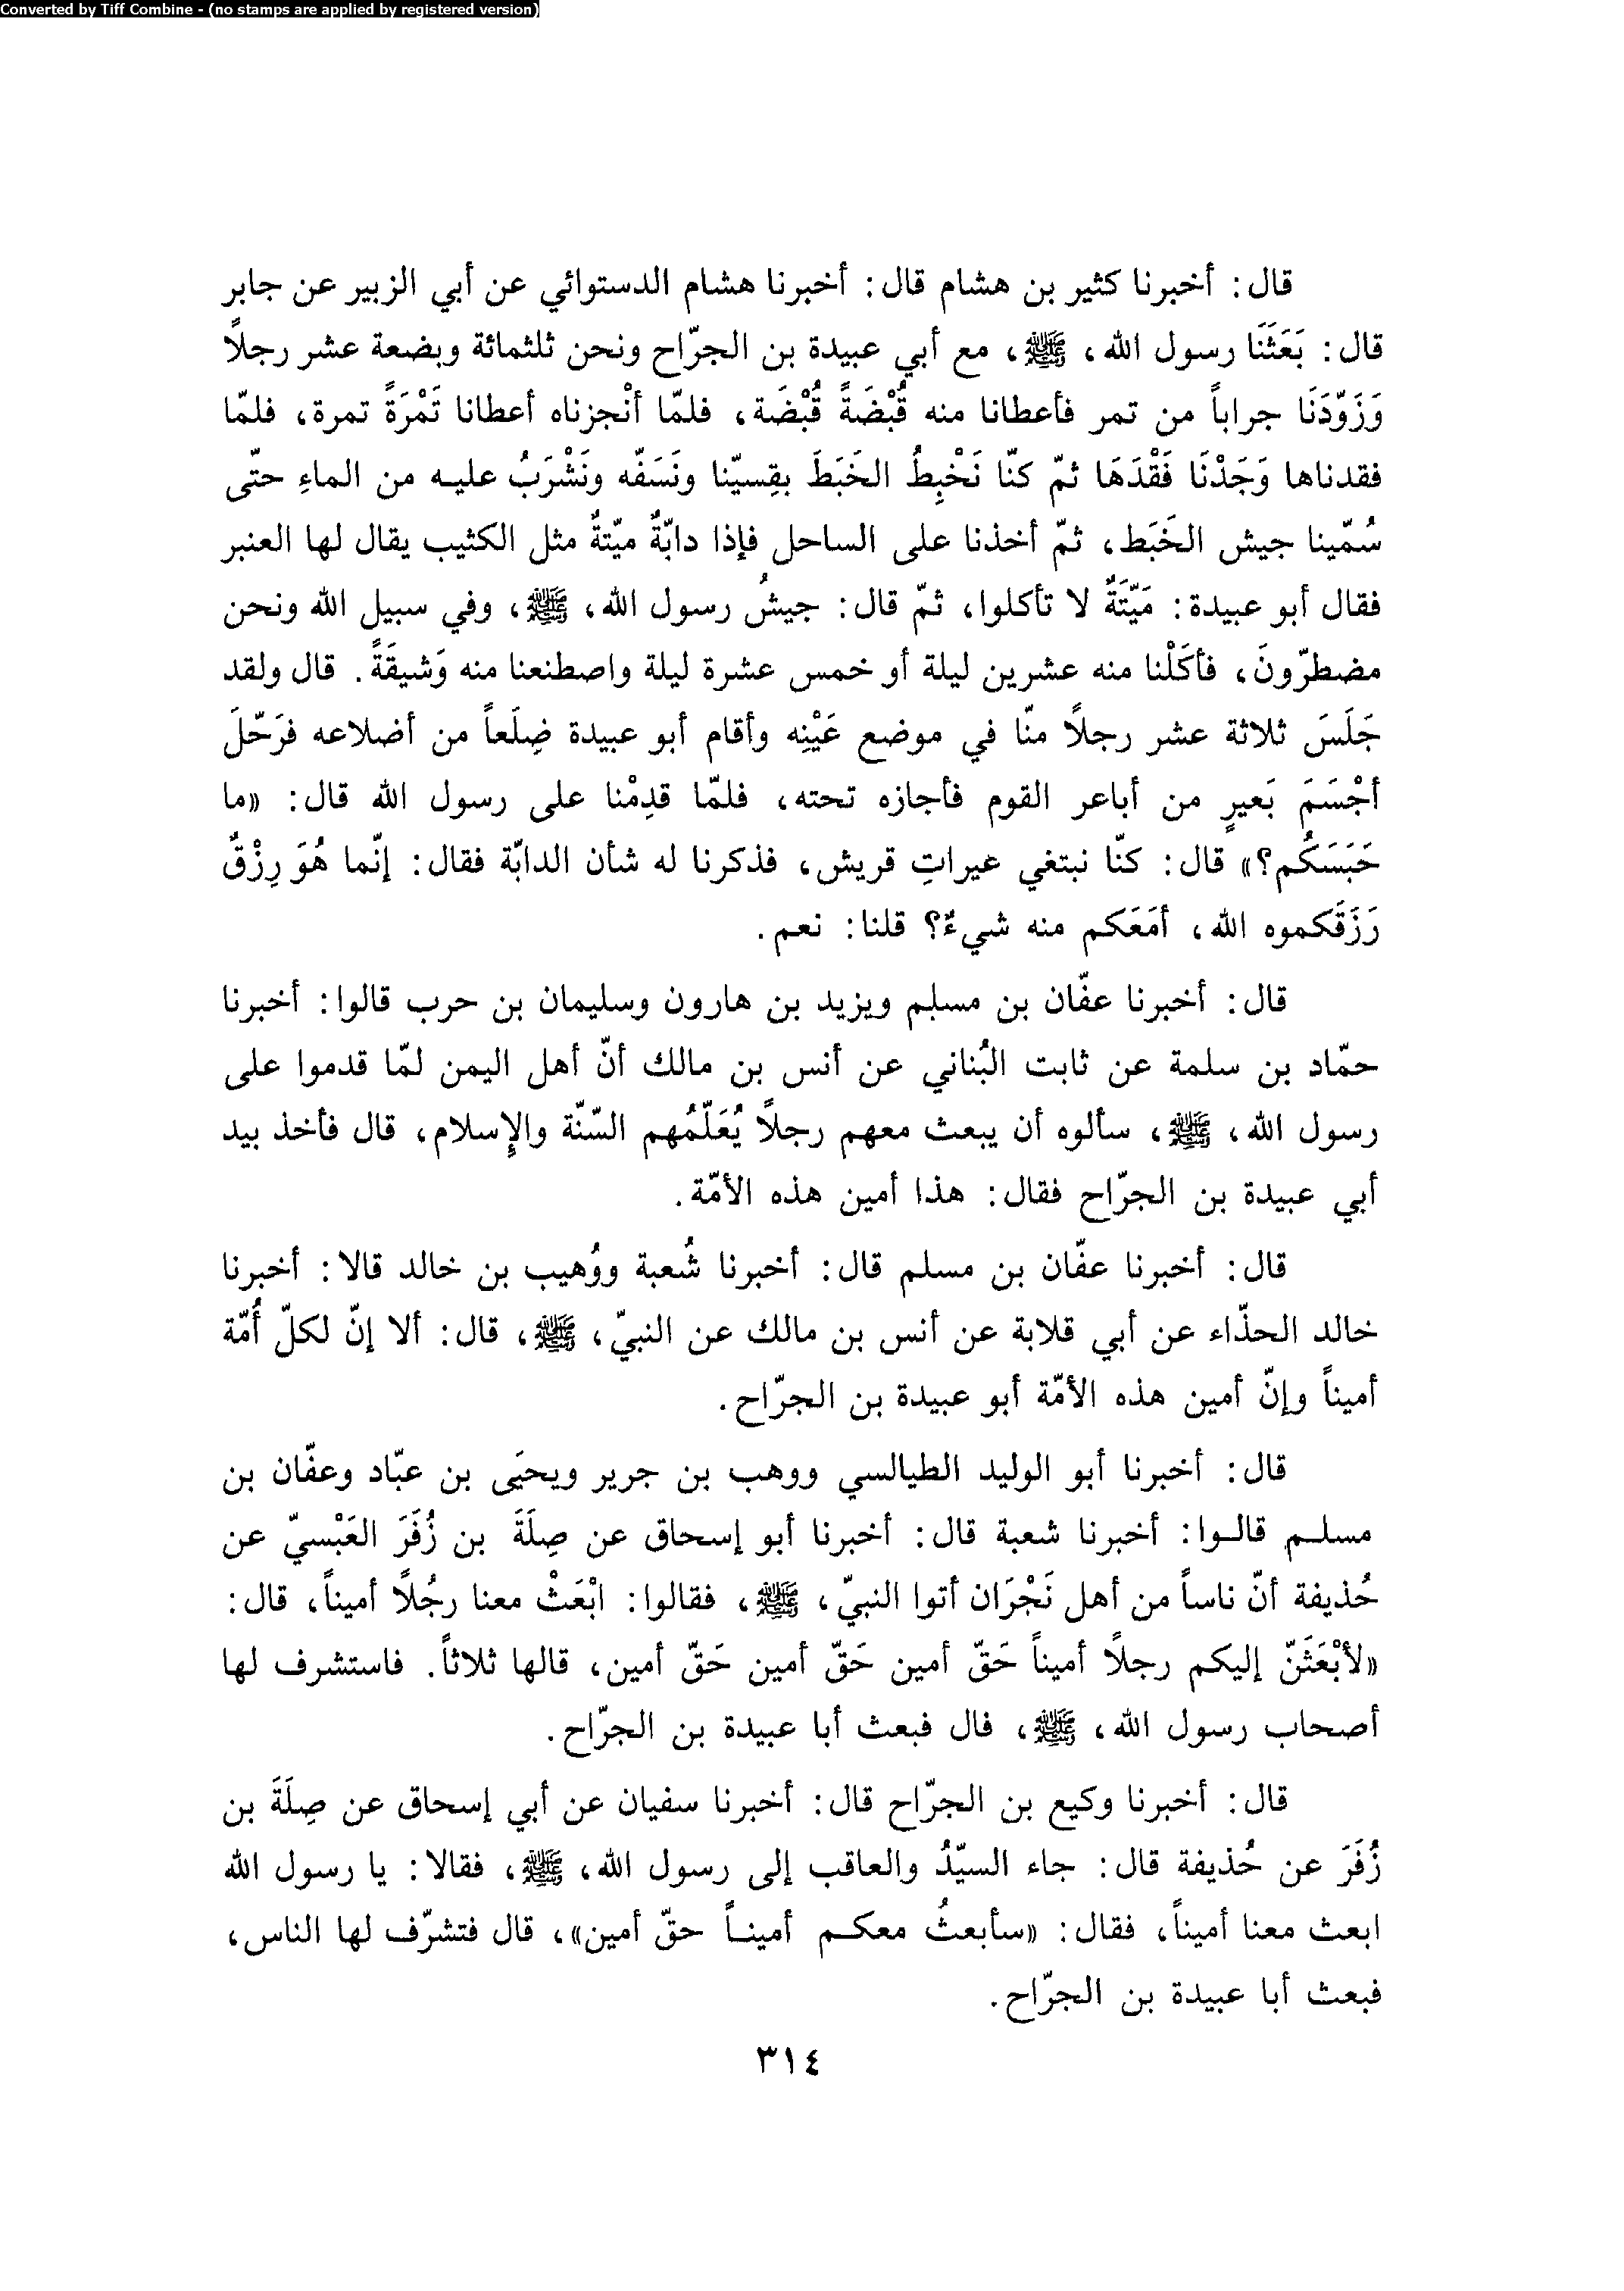 Converted by Tiff Combine - (no stamps are applied by registered version)
قال: أخبرنا كثير بن هشام قال: أخبرنا هشام الدستوائي عن أبي الزبير عن جابر
قال: بَعَثَنَا رسول الله، ﷺ، مع أبي عبيدة بن الجرّاح ونحن ثلثمائة وبضعة عشر رجلًا
وَزَوّدَنَا جراباً من تمر فأعطانا منه قُبْضَةً قُبْضَة، فلمّا أنْجزناه أعطانا تَمْرَةً تمرة، فلمّا
فقدناها وَجَدْنَا فَقْدَهَا ثمّ كنّا نَخْبِطُ الخَبَطَ بقِسيّنا ونَسَفّه ونَشْرَبُ عليه من الماءِ حتّى
سُمّينا جيش الخَبَط، ثمّ أخذنا على الساحل فإذا دابّةٌ ميّتةٌ مثل الكثيب يقال لها العنبر
فقال أبو عبيدة: مَيّتَةٌ لا تأكلوا، ثمّ قال: جيشُ رسول الله، ﷺ، وفي سبيل الله ونحن
مضطرّونَ، فأكَلْنا منه عشرين ليلة أو خمس عشرة ليلة واصطنعنا منه وَشيقَةً. قال ولقد
جَلَسَ ثلاثة عشر رجلًا منّا في موضع عَيْنِه وأقام أبو عبيدة ضِلَعاً من أضلاعه فرَحّلَ
أجْسَمَ بَعيرٍ من أباعر القوم فأجازه تحته، فلمّا قدِمْنا على رسول الله قال: «ما
حَبَسَكُم؟» قال: كنّا نبتغي عيراتِ قريش، فذكرنا له شأن الدابّة فقال: إنّما هُوَ رِزْقٌ
رَزَقَكموه الله، أمَعَكم منه شيءٌ؟ قلنا: نعم.
قال: أخبرنا عفّان بن مسلم ويزيد بن هارون وسليمان بن حرب قالوا: أخبرنا
حمّاد بن سلمة عن ثابت البُناني عن أنس بن مالك أنّ أهل اليمن لمّا قدموا على
رسول الله، ﷺ، سألوه أن يبعث معهم رجلًا يُعَلّمُهم السّنّة والإسلام، قال فأخذ بيد
أبي عبيدة بن الجرّاح فقال: هذا أمين هذه الأمّة.
قال: أخبرنا عفّان بن مسلم قال: أخبرنا شُعبة ووُهيب بن خالد قالا: أخبرنا
خالد الحذّاء عن أبي قلابة عن أنس بن مالك عن النبيّ، ﷺ، قال: ألا إنّ لكلّ أُمّة
أميناً وإنّ أمين هذه الأمّة أبو عبيدة بن الجرّاح.
قال: أخبرنا أبو الوليد الطيالسي ووهب بن جرير ويحيَى بن عبّاد وعفّان بن
مسلم قالوا: أخبرنا شعبة قال: أخبرنا أبو إسحاق عن صِلَةَ بن زُفَرَ العَبْسيّ عن
حُذيفة أنّ ناساً من أهل نَجْرَان أتوا النبيّ، ﷺ، فقالوا: ابْعَثْ معنا رجُلًا أميناً، قال:
«لأبْعَثَنّ إليكم رجلًا أميناً حَقّ أمين حَقّ أمين حَقّ أمين، قالها ثلاثاً. فاستشرف لها
أصحاب رسول الله، ﷺ، فال فبعث أبا عبيدة بن الجرّاح.
قال: أخبرنا وكيع بن الجرّاح قال: أخبرنا سفيان عن أبي إسحاق عن صِلَةَ بن
زُفَرَ عن حُذيفة قال: جاء السيّدُ والعاقب إلى رسول الله، ﷺ، فقالا: يا رسول الله
ابعث معنا أميناً، فقال: «سأبعثُ معكم أميناً حقّ أمين»، قال فتشرّف لها الناس،
فبعث أبا عبيدة بن الجرّاح.
٣١٤